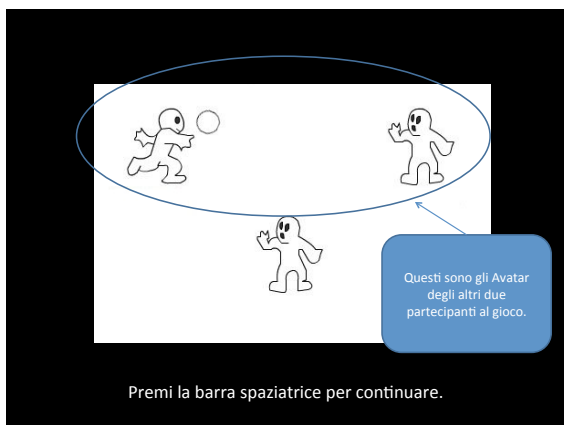 Questi sono gli Avatar
degli altri due
partecipanti al gioco.
Premi la barra spaziatrice per continuare.